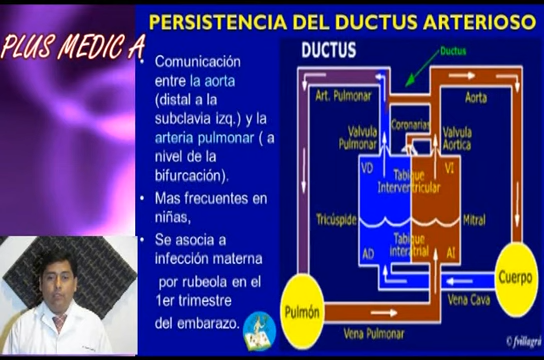 PERSISTENCIA DEL DUCTUS ARTERIOSO
PLUS MEDIC A
Comunicación
entre la aorta
(distal a la
subclavia izq.) y la
arteria pulmonar ( a
nivel de la
bifurcación).
Mas frecuentes en
niñas,
Se asocia a
infección materna
por rubeola en el
1er trimestre
del embarazo.
DUCTUS
Ductus
Art. Pulmonar
Aorta
Coronarias
Valvula
Pulmonar
Valvula
Aortica
VD
VI
Tabique
Interventricular
Tricúspide
Mitral
Tabique
interatrial
AD
AI
Pulmón
Cuerpo
Vena Cava
Vena Pulmonar
© fvillagrá